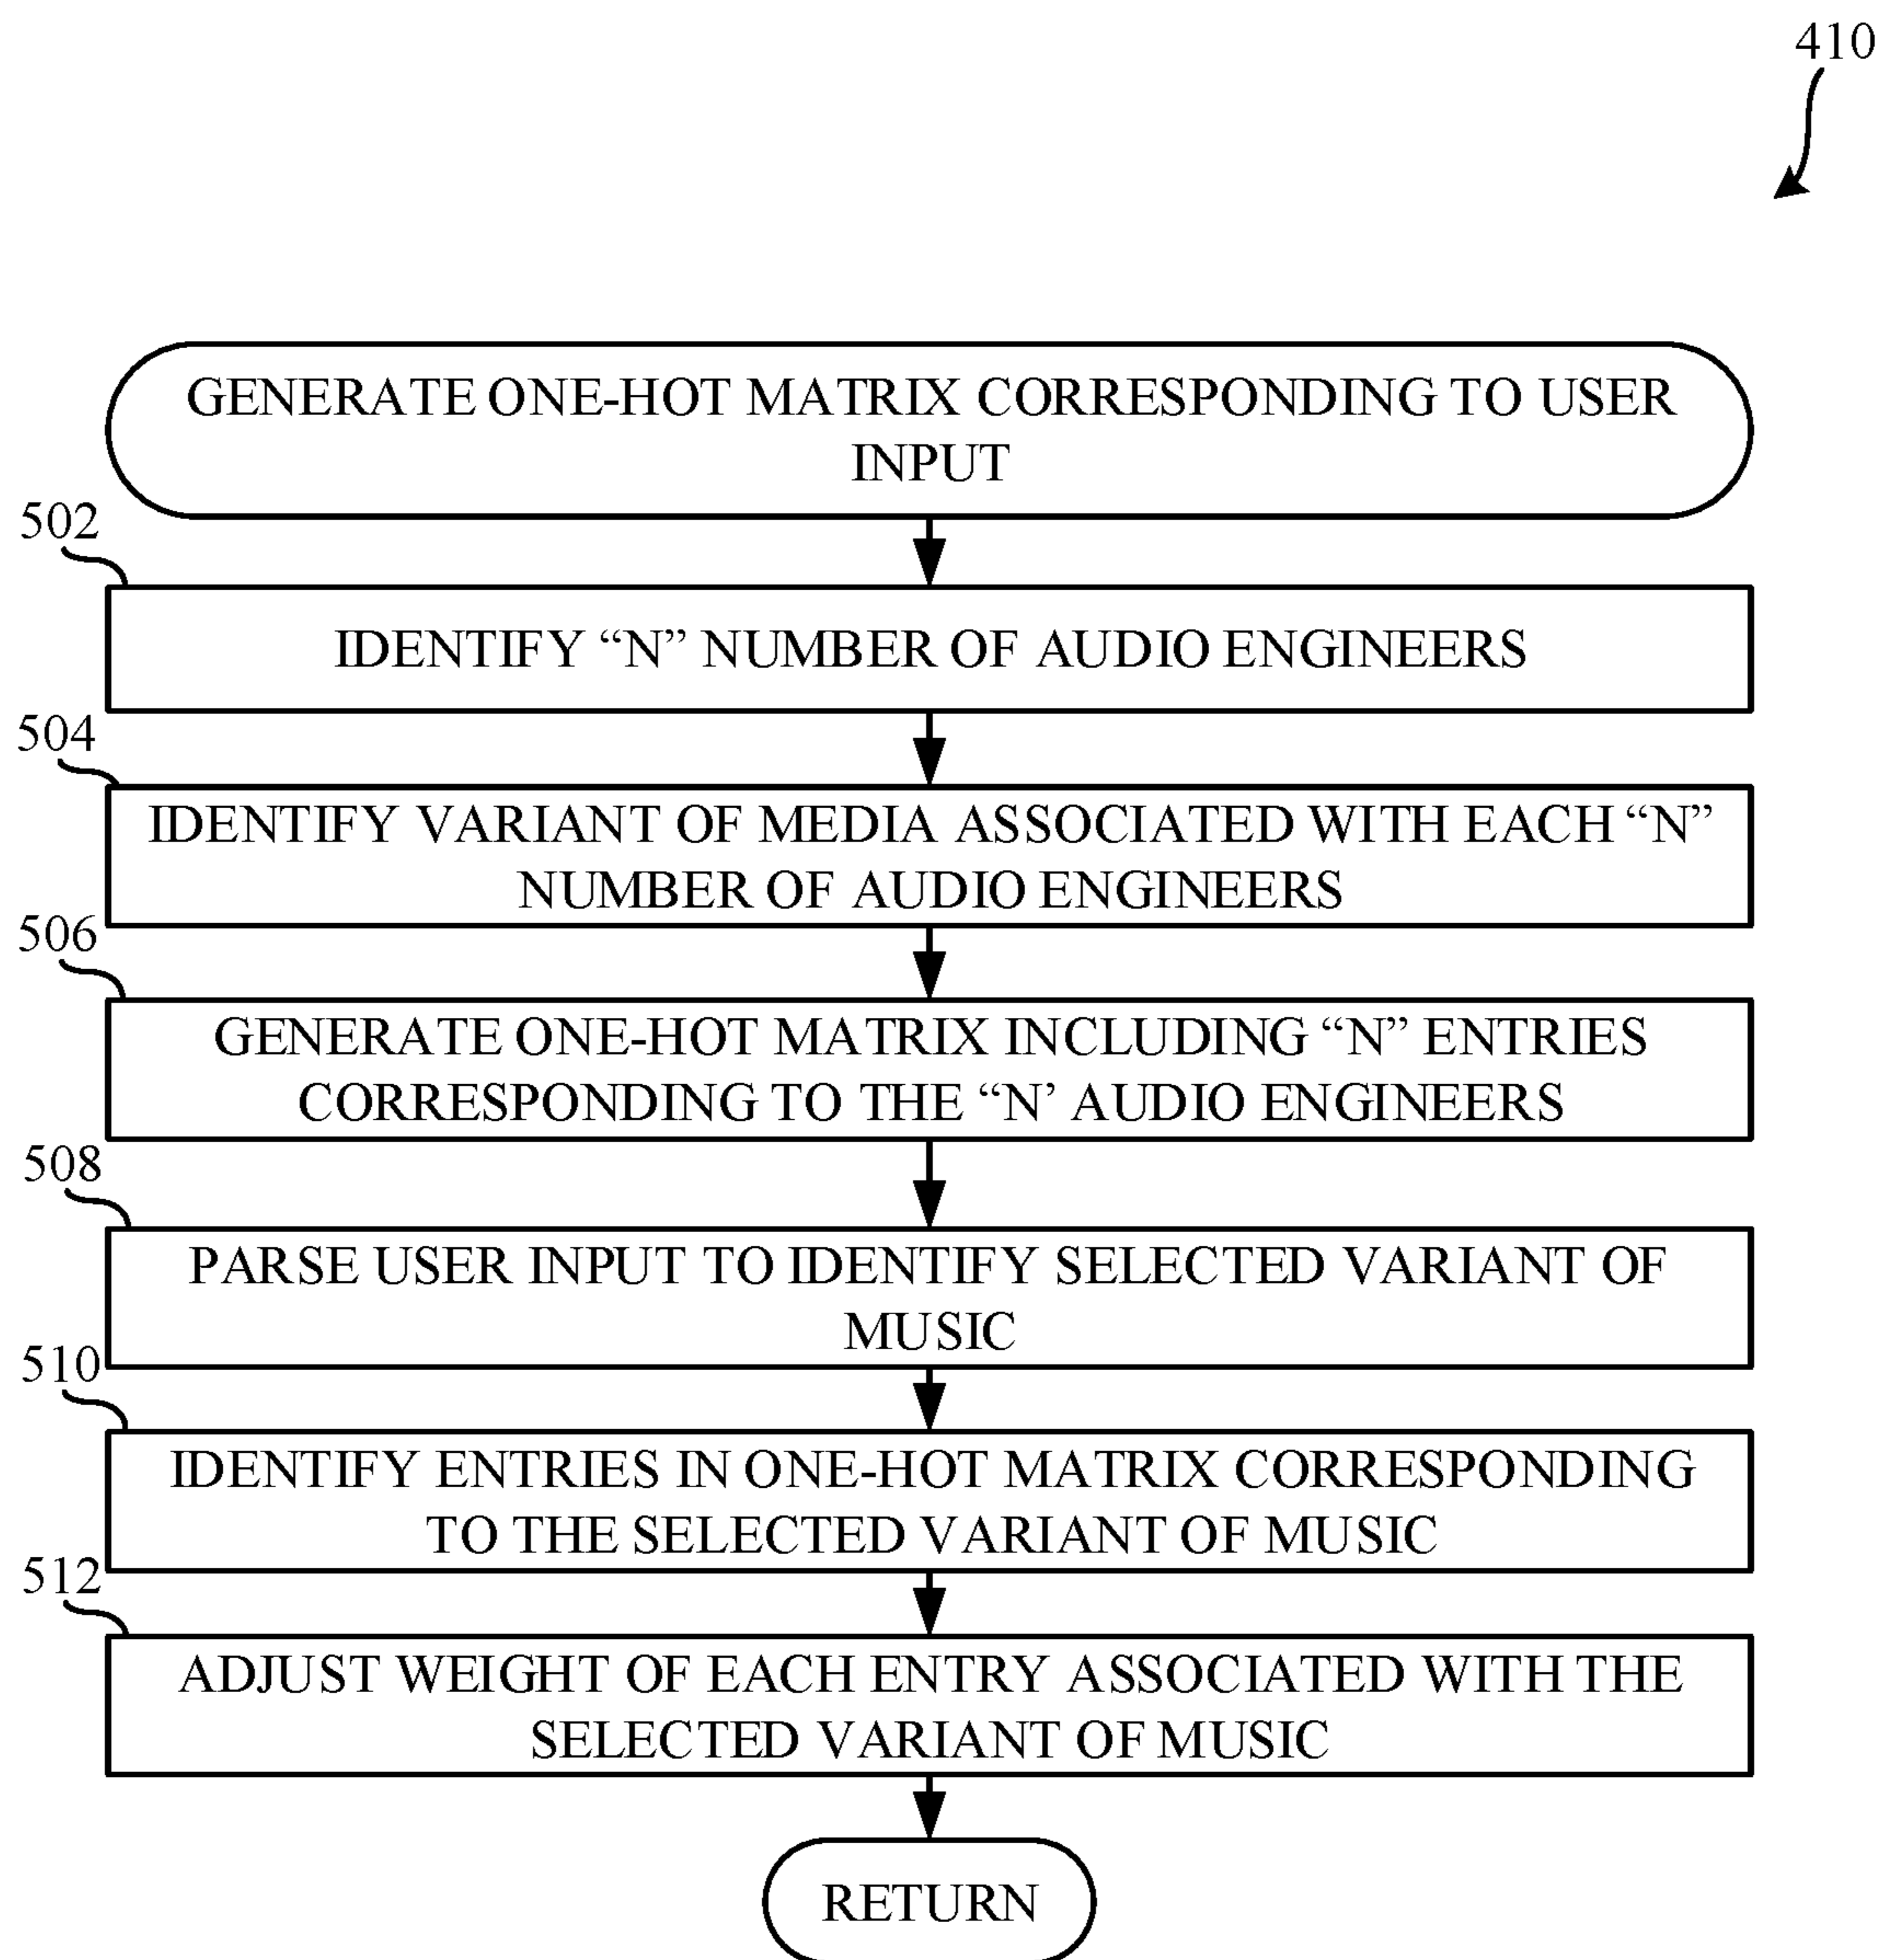 410
GENERATE ONE-HOT MATRIX CORRESPONDING TO USER
INPUT
502
IDENTIFY “N” NUMBER OF AUDIO ENGINEERS
504
IDENTIFY VARIANT OF MEDIA ASSOCIATED WITH EACH “N”
NUMBER OF AUDIO ENGINEERS
506
GENERATE ONE-HOT MATRIX INCLUDING “N” ENTRIES
CORRESPONDING TO THE “N’ AUDIO ENGINEERS
508
PARSE USER INPUT TO IDENTIFY SELECTED VARIANT OF
MUSIC
510
IDENTIFY ENTRIES IN ONE-HOT MATRIX CORRESPONDING
TO THE SELECTED VARIANT OF MUSIC
512
ADJUST WEIGHT OF EACH ENTRY ASSOCIATED WITH THE
SELECTED VARIANT OF MUSIC
RETURN